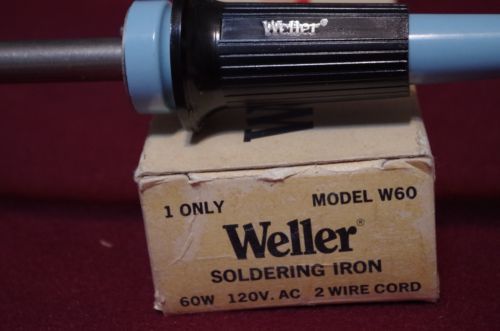 Weller
W
1 ONLY MODEL W60
Weller®
SOLDERING IRON
60W 120V. AC 2 WIRE CORD